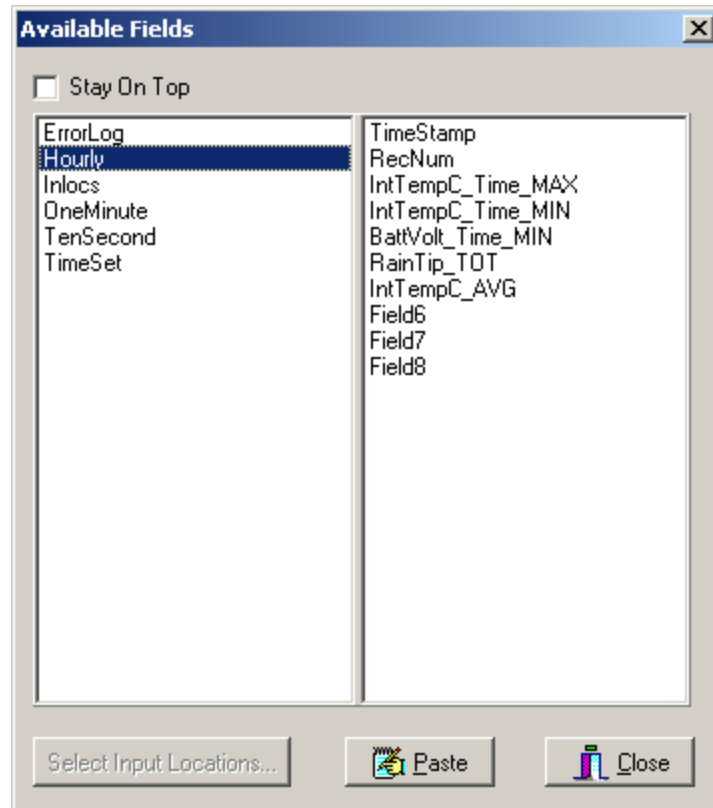 Available Fields
Stay On Top
ErrorLog
Hourly
Inlocs
OneMinute
TenSecond
TimeSet
TimeStamp
RecNum
IntTempC_Time_MAX
IntTempC_Time_MIN
BattVolt_Time_MIN
RainTip_TOT
IntTempC_AVG
Field6
Field7
Field8
Select Input Locations...
Paste
Close